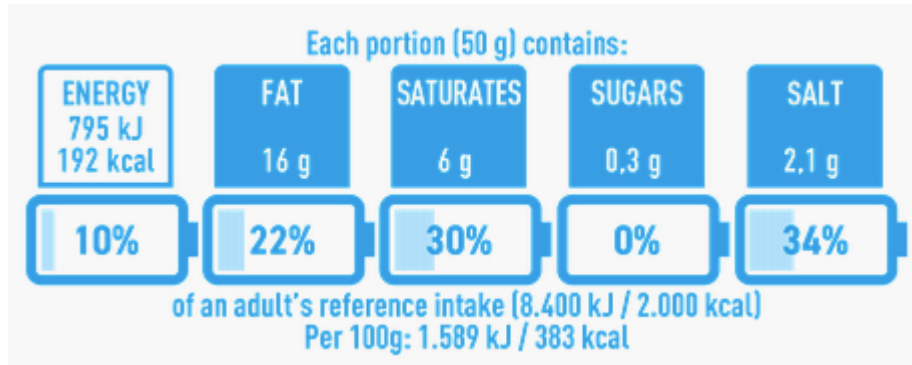 Each portion (50 g) contains:
ENERGY FAT SATURATES SUGARS SALT
795 kJ
192 kcal 16 g 6 g 0,3 g 2,1 g
10% 22% 30% 0% 34%
of an adult's reference intake (8.400 kJ / 2.000 kcal)
Per 100g: 1.589 kJ / 383 kcal